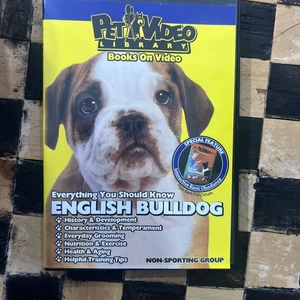 PET VIDEO
LIBRARY
Books On Video
SPECIAL FEATURE
Everything You Should Know
ENGLISH BULLDOG
History & Development
Characteristics & Temperament
Everyday Grooming
Nutrition & Exercise
Health & Aging
Helpful Training Tips
NON-SPORTING GROUP